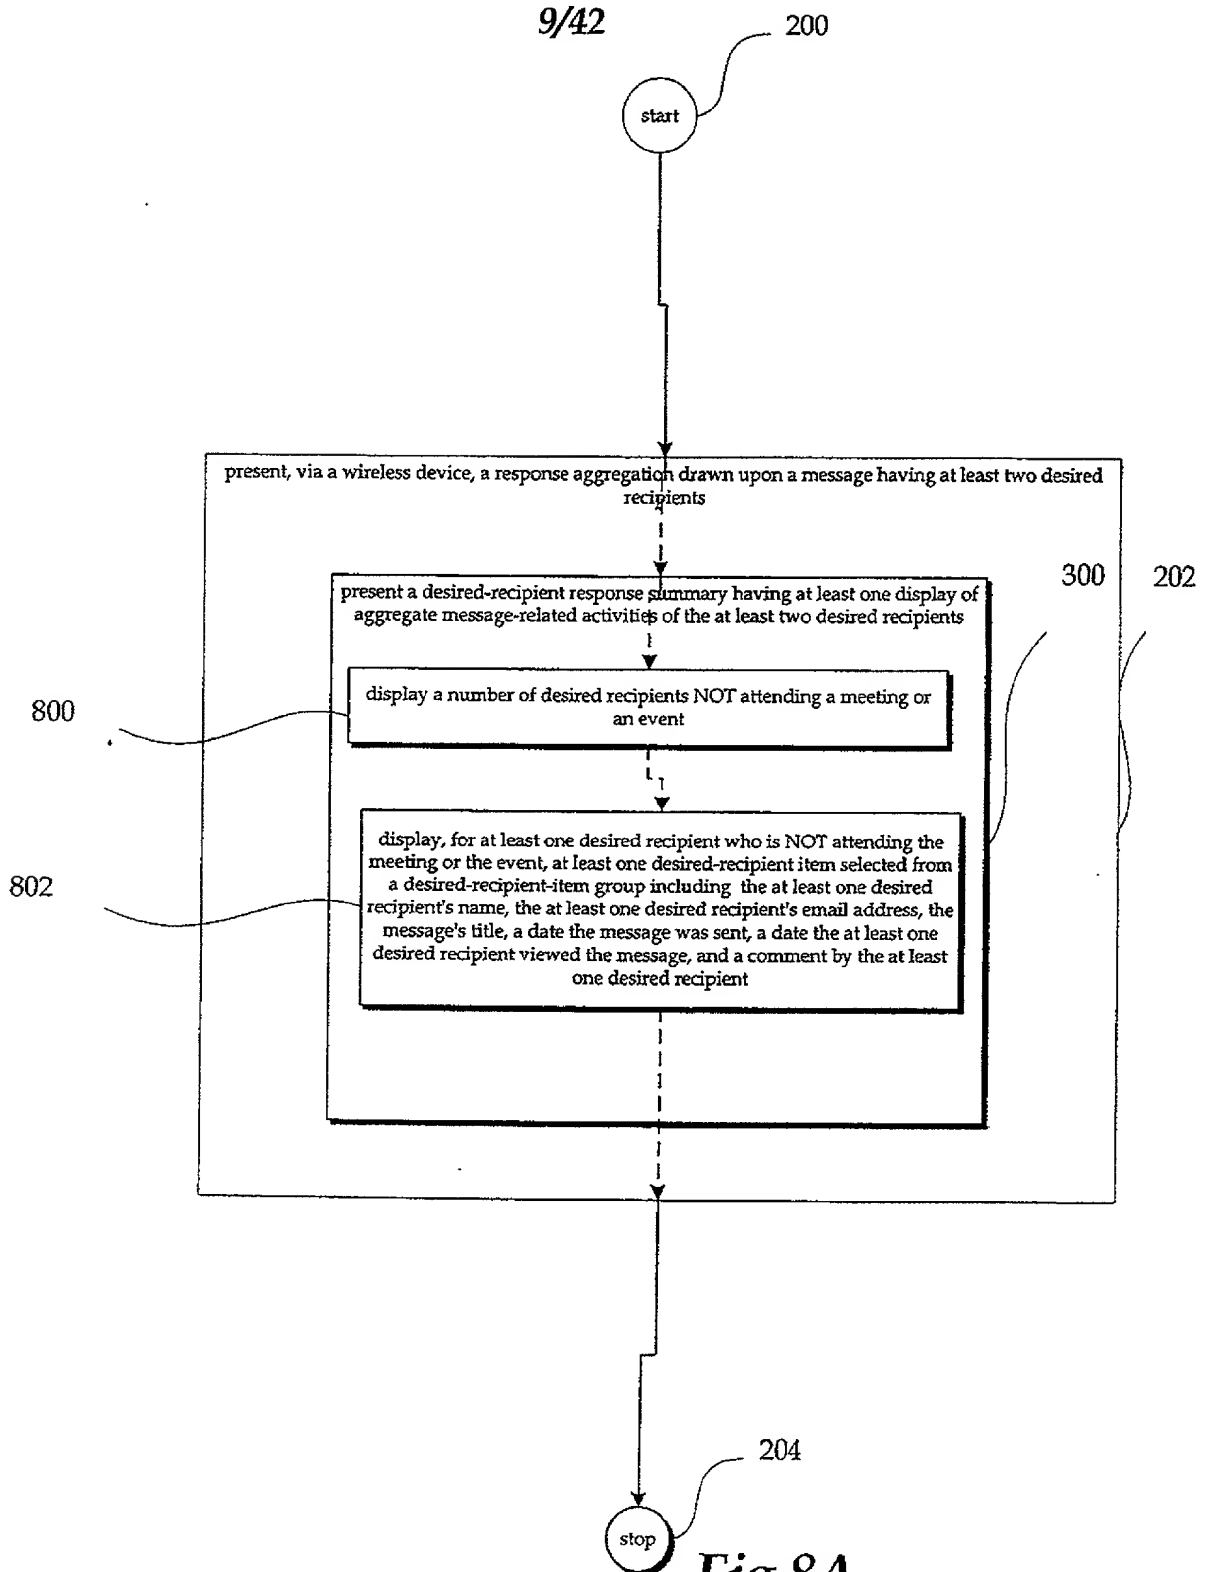 9/42
200
start
present, via a wireless device, a response aggregation drawn upon a message having at least two desired
recipients
300
202
present a desired-recipient response summary having at least one display of
aggregate message-related activities of the at least two desired recipients
800
display a number of desired recipients NOT attending a meeting or
an event
802
display, for at least one desired recipient who is NOT attending the
meeting or the event, at least one desired-recipient item selected from
a desired-recipient-item group including the at least one desired
recipient's name, the at least one desired recipient's email address, the
message's title, a date the message was sent, a date the at least one
desired recipient viewed the message, and a comment by the at least
one desired recipient
204
stop
Fig 8A